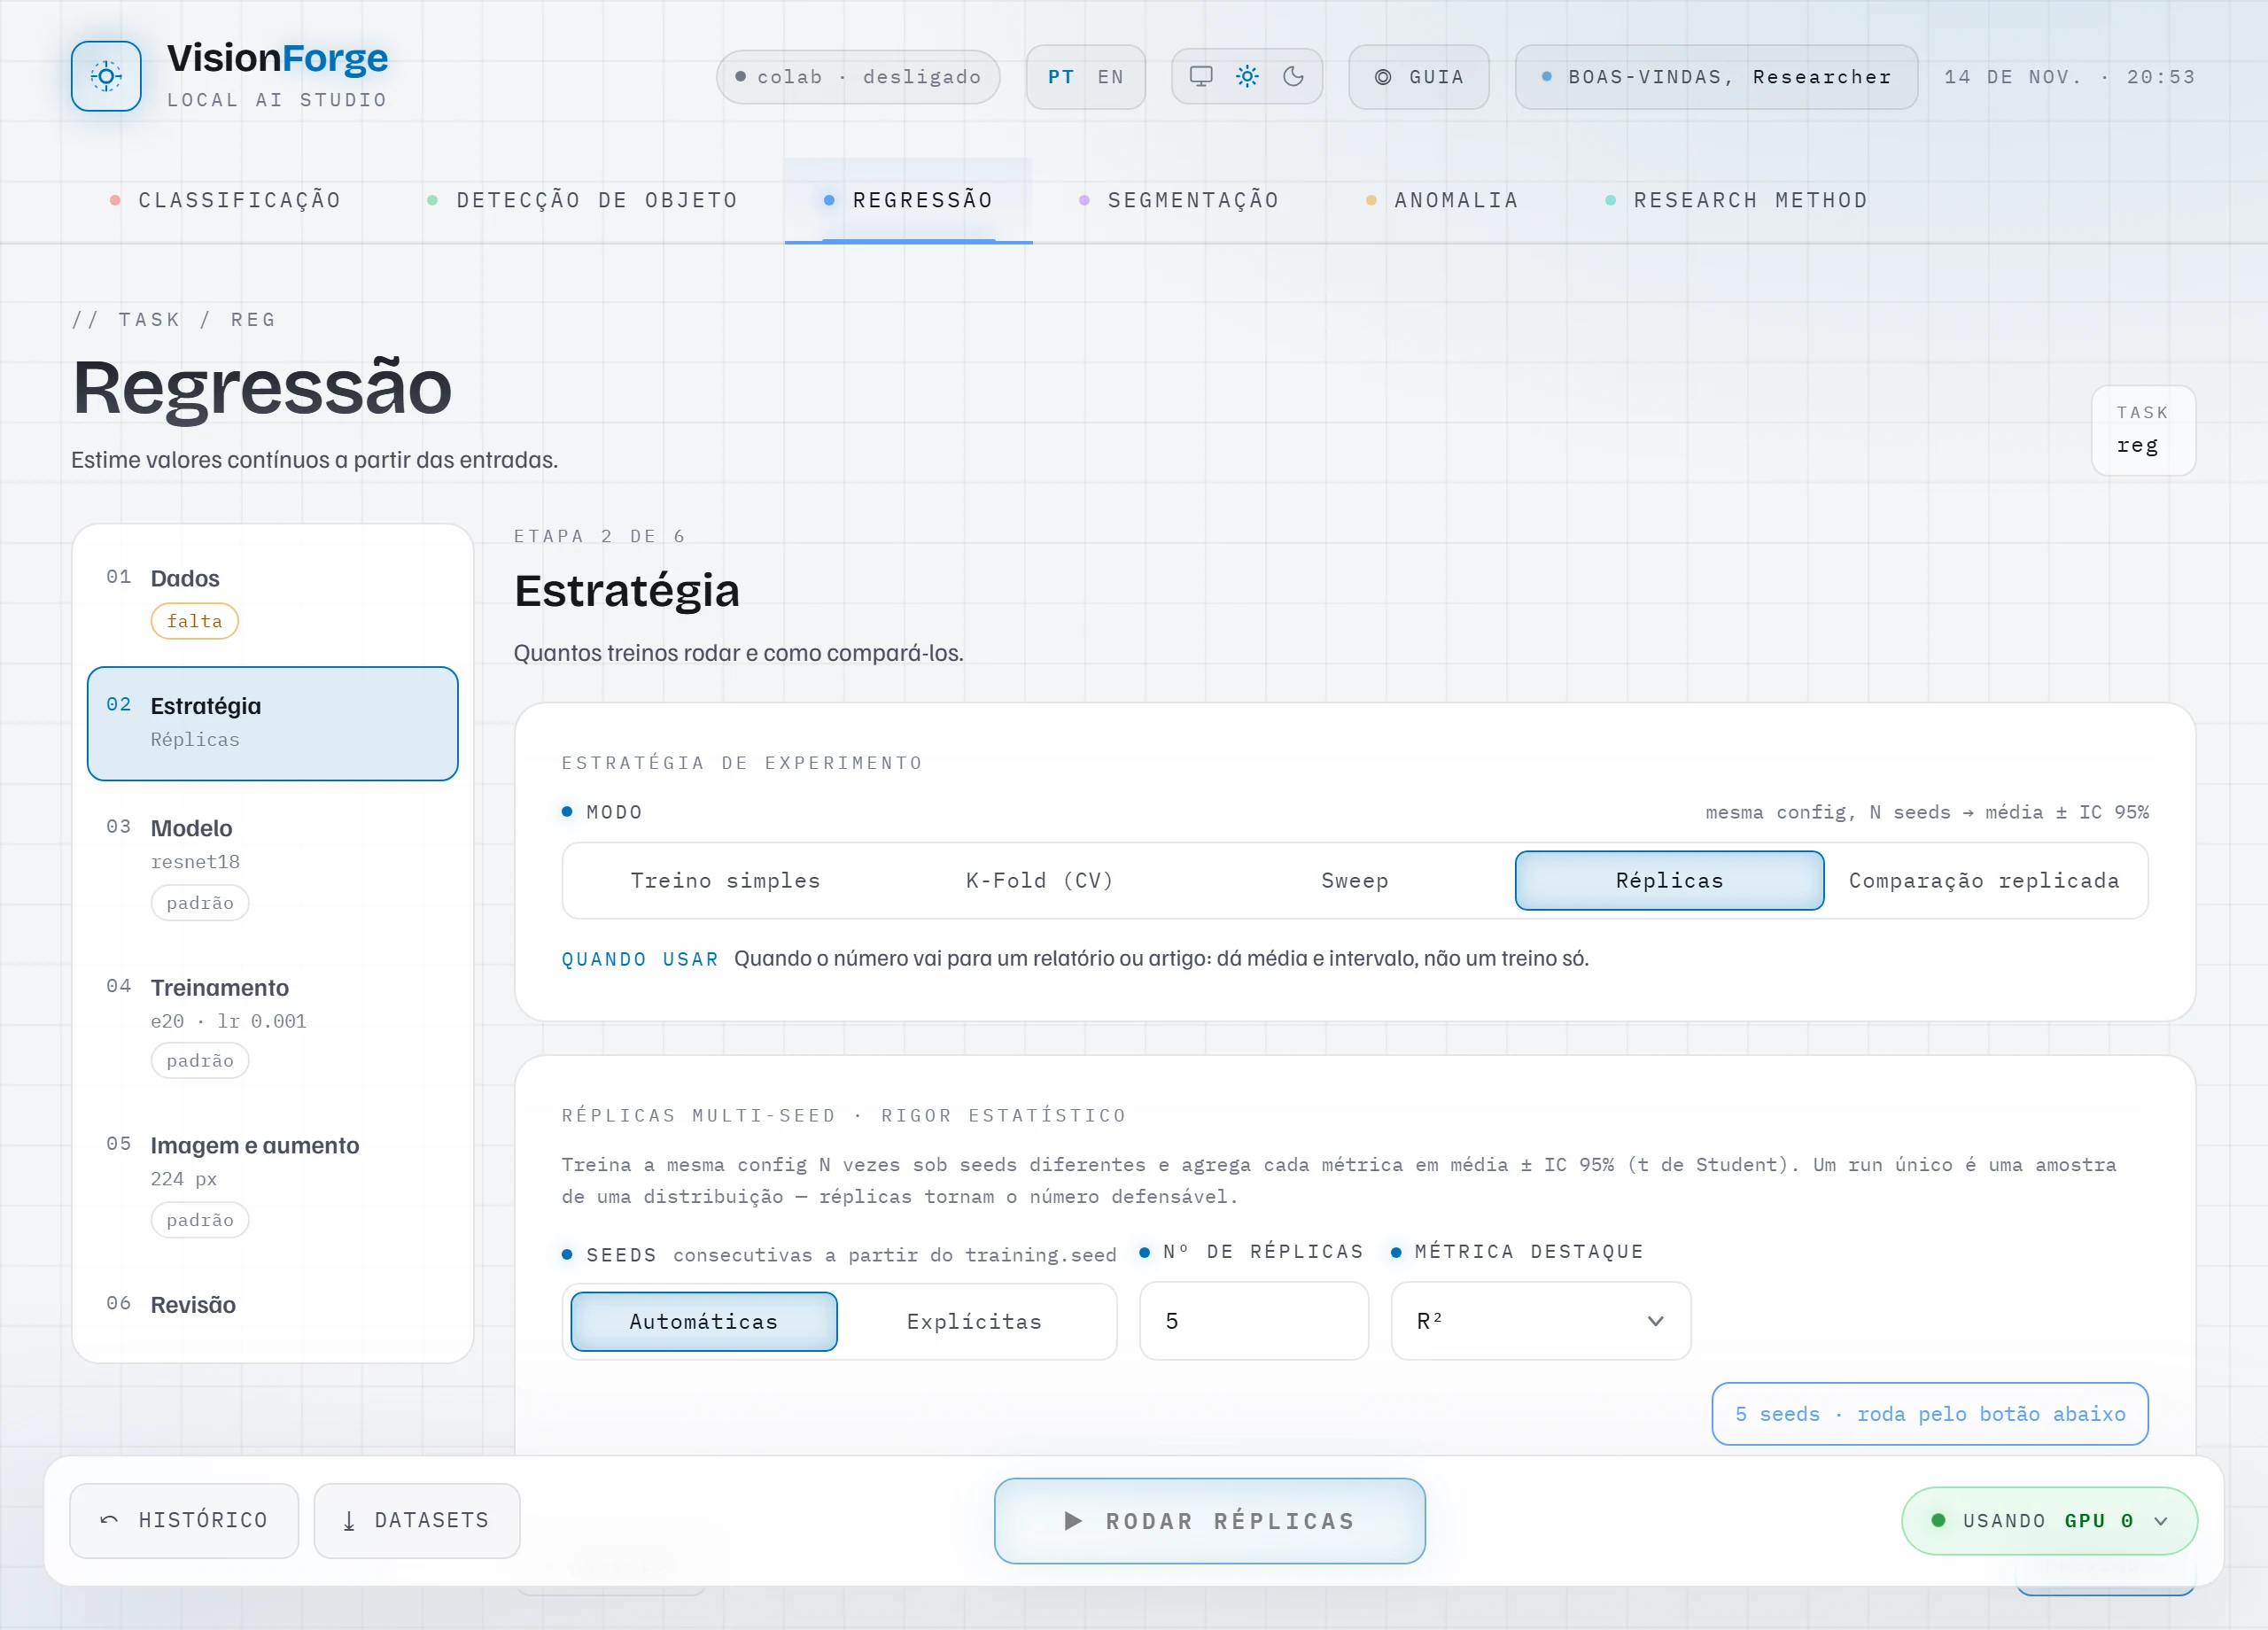 VisionForge
LOCAL AI STUDIO
colab · desligado
PT EN
GUIA
BOAS-VINDAS, Researcher
14 DE NOV. · 20:53
CLASSIFICAÇÃO
DETECÇÃO DE OBJETO
REGRESSÃO
SEGMENTAÇÃO
ANOMALIA
RESEARCH METHOD
// TASK / REG
Regressão
Estime valores contínuos a partir das entradas.
TASK
reg
01 Dados
falta
02 Estratégia
Réplicas
03 Modelo
resnet18
padrão
04 Treinamento
e20 · lr 0.001
padrão
05 Imagem e aumento
224 px
padrão
06 Revisão
ETAPA 2 DE 6
Estratégia
Quantos treinos rodar e como compará-los.
ESTRATÉGIA DE EXPERIMENTO
MODO
mesma config, N seeds → média ± IC 95%
Treino simples
K-Fold (CV)
Sweep
Réplicas
Comparação replicada
QUANDO USAR Quando o número vai para um relatório ou artigo: dá média e intervalo, não um treino só.
RÉPLICAS MULTI-SEED · RIGOR ESTATÍSTICO
Treina a mesma config N vezes sob seeds diferentes e agrega cada métrica em média ± IC 95% (t de Student). Um run único é uma amostra
de uma distribuição — réplicas tornam o número defensável.
SEEDS consecutivas a partir do training.seed
Nº DE RÉPLICAS
MÉTRICA DESTAQUE
Automáticas
Explícitas
5
R²
5 seeds · roda pelo botão abaixo
HISTÓRICO
DATASETS
RODAR RÉPLICAS
USANDO GPU 0